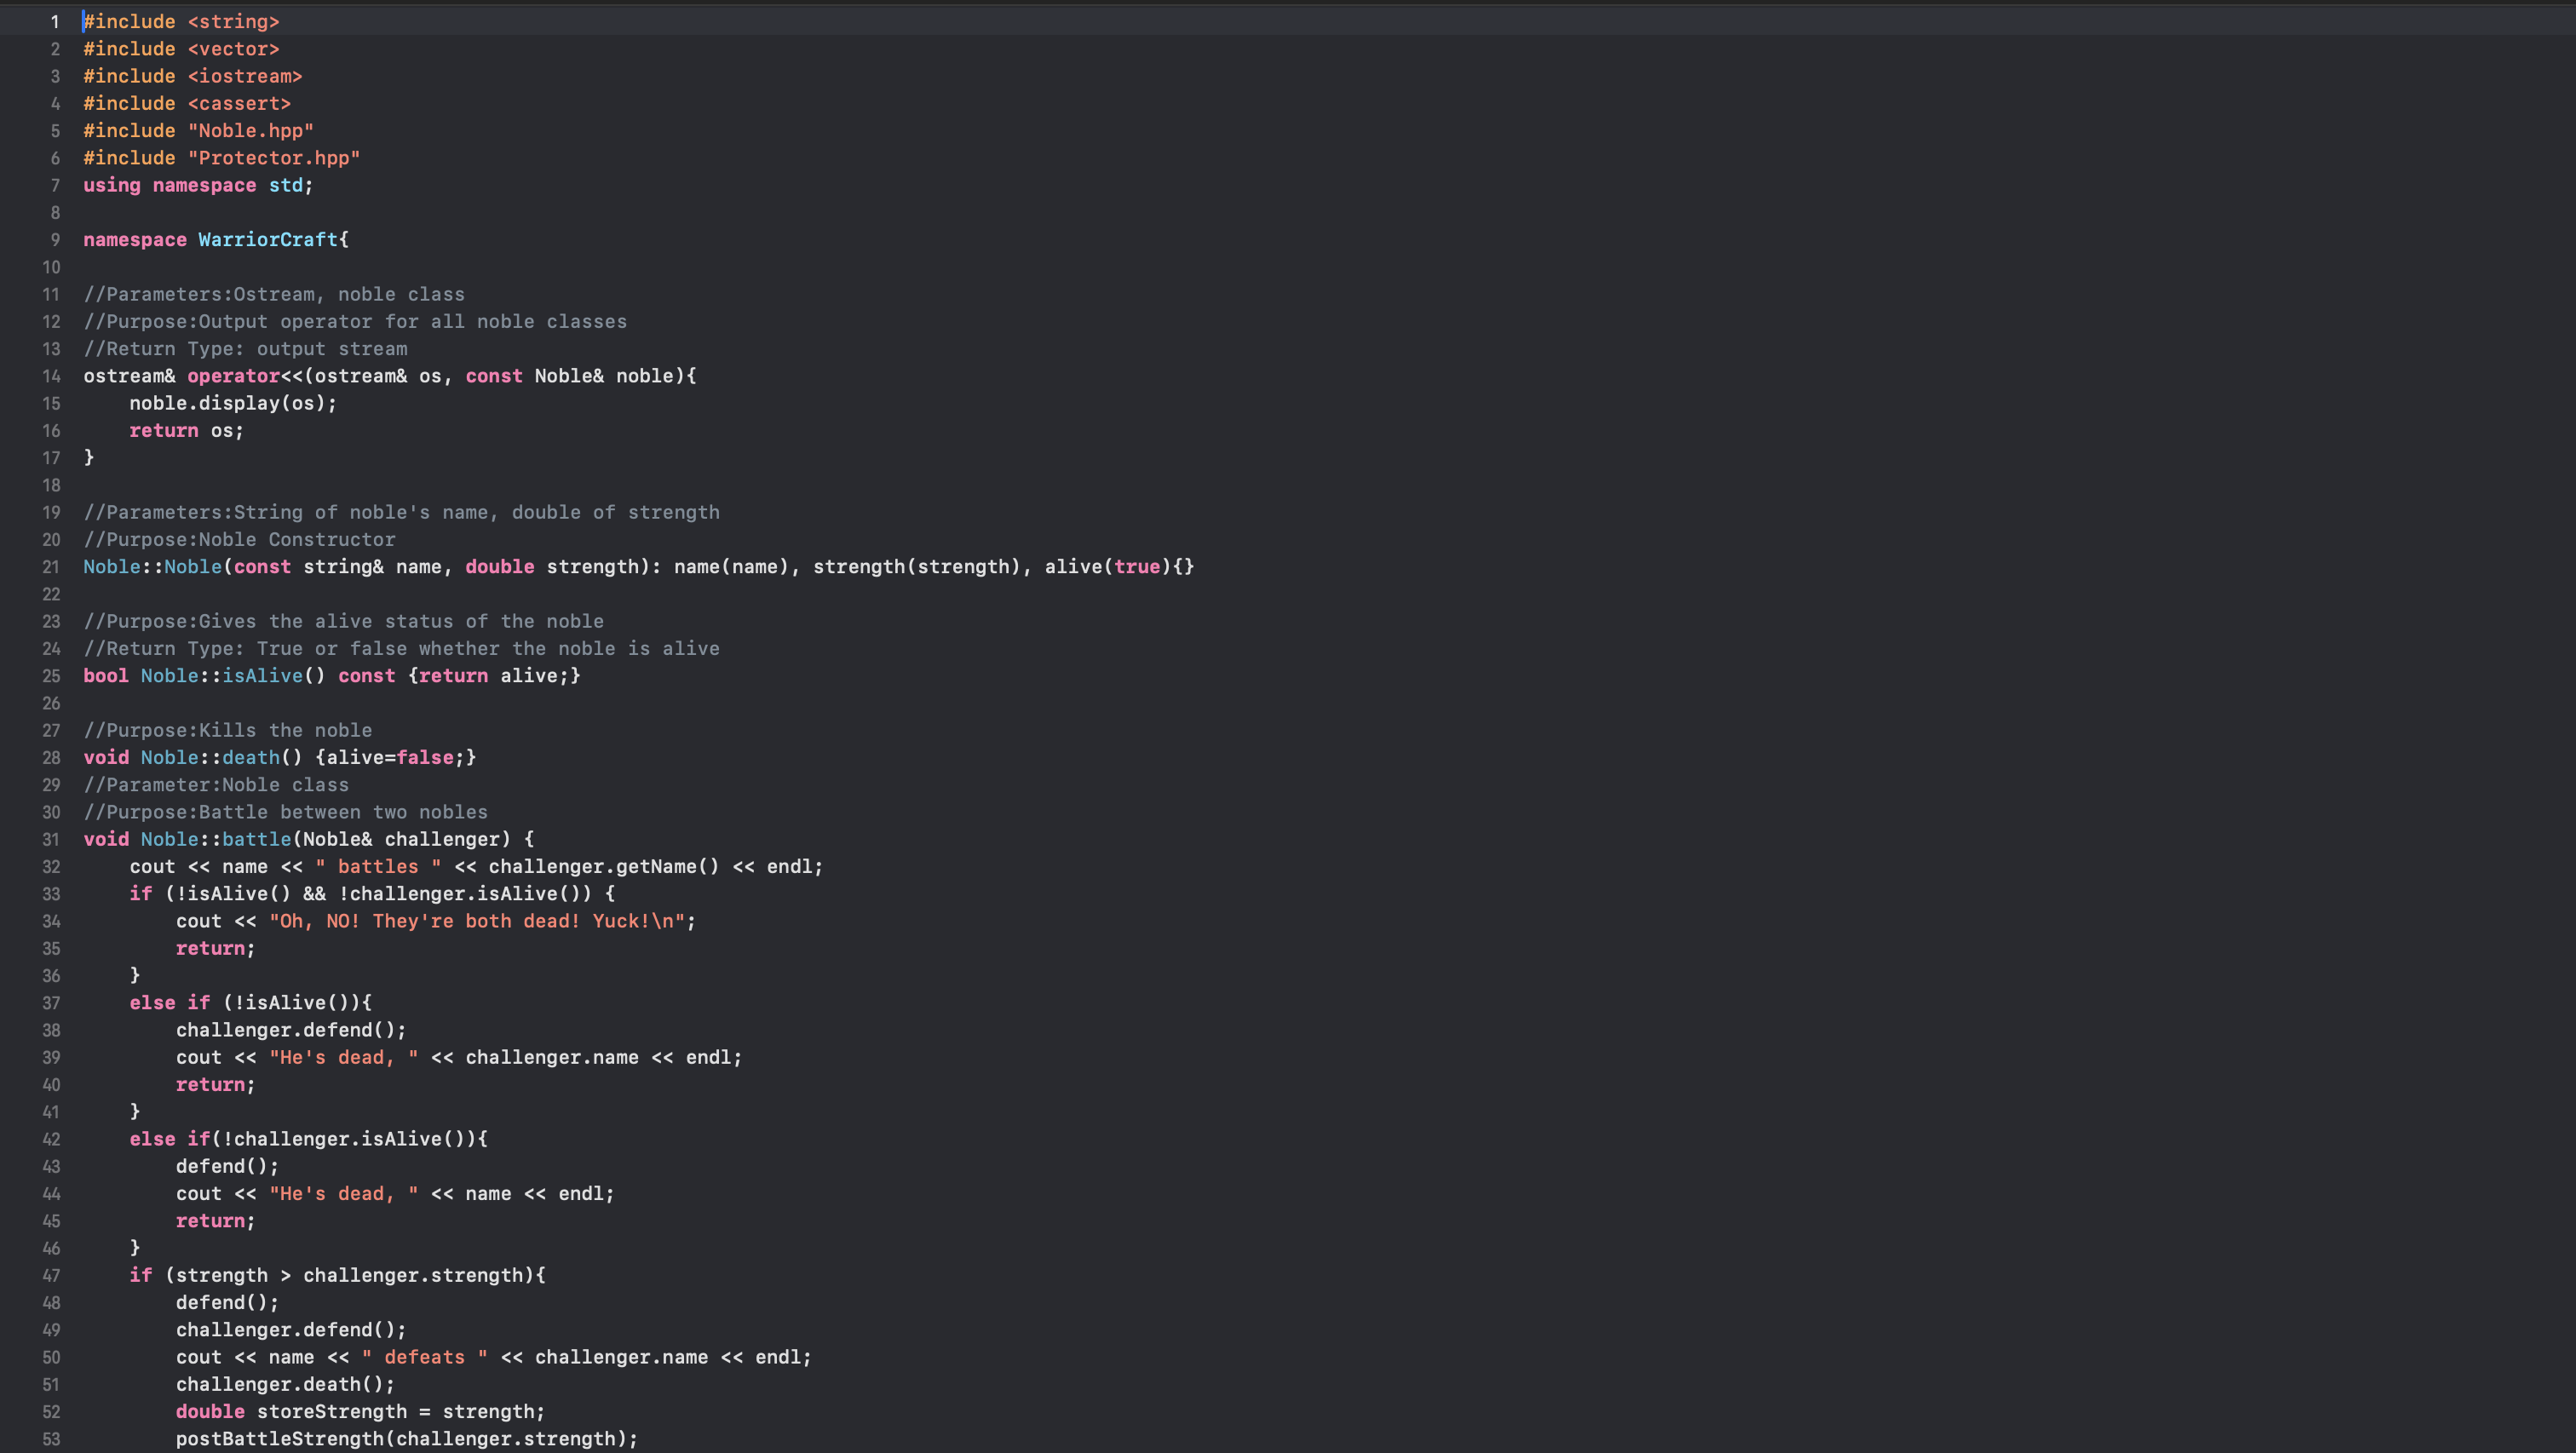 1 #include <string>
2 #include <vector>
3 #include <iostream>
4 #include <cassert>
5 #include "Noble.hpp"
6 #include "Protector.hpp"
7 using namespace std;
8
9 namespace WarriorCraft{
10
11 //Parameters:Ostream, noble class
12 //Purpose:Output operator for all noble classes
13 //Return Type: output stream
14 ostream& operator<<(ostream& os, const Noble& noble){
15     noble.display(os);
16     return os;
17 }
18
19 //Parameters:String of noble's name, double of strength
20 //Purpose:Noble Constructor
21 Noble::Noble(const string& name, double strength): name(name), strength(strength), alive(true){}
22
23 //Purpose:Gives the alive status of the noble
24 //Return Type: True or false whether the noble is alive
25 bool Noble::isAlive() const {return alive;}
26
27 //Purpose:Kills the noble
28 void Noble::death() {alive=false;}
29 //Parameter:Noble class
30 //Purpose:Battle between two nobles
31 void Noble::battle(Noble& challenger) {
32     cout << name << " battles " << challenger.getName() << endl;
33     if (!isAlive() && !challenger.isAlive()) {
34         cout << "Oh, NO! They're both dead! Yuck!\n";
35         return;
36     }
37     else if (!isAlive()){
38         challenger.defend();
39         cout << "He's dead, " << challenger.name << endl;
40         return;
41     }
42     else if(!challenger.isAlive()){
43         defend();
44         cout << "He's dead, " << name << endl;
45         return;
46     }
47     if (strength > challenger.strength){
48         defend();
49         challenger.defend();
50         cout << name << " defeats " << challenger.name << endl;
51         challenger.death();
52         double storeStrength = strength;
53         postBattleStrength(challenger.strength);